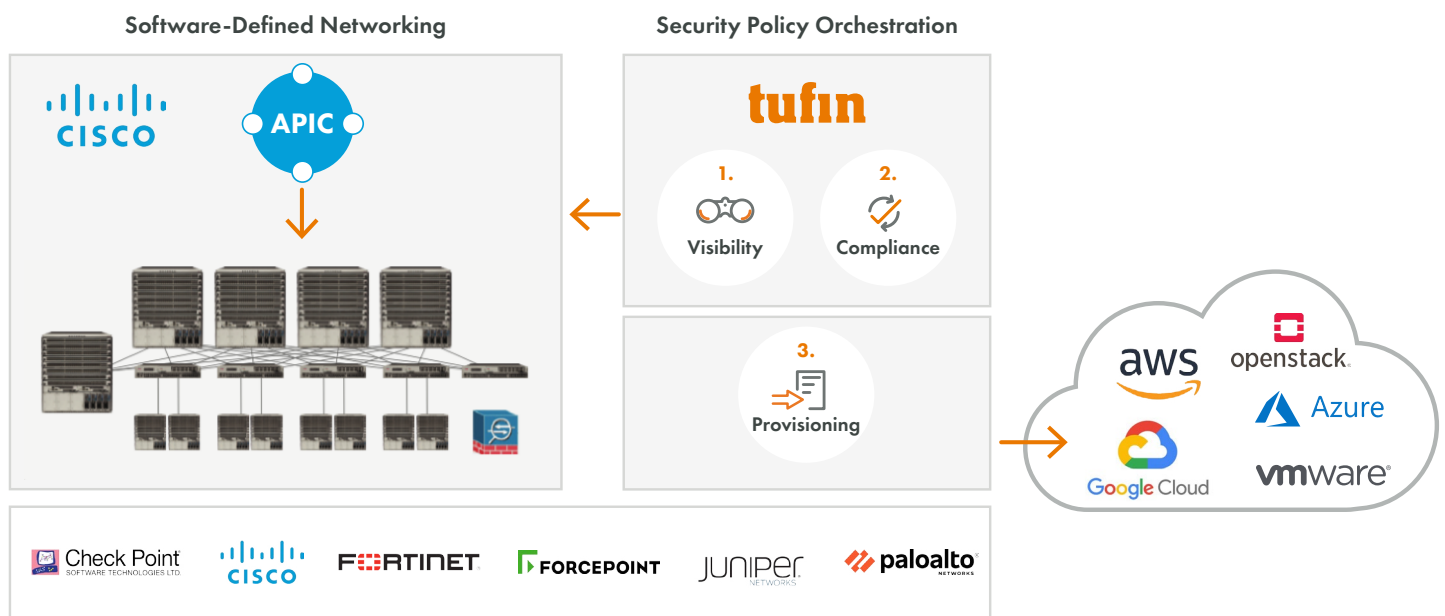 Software-Defined Networking
Security Policy Orchestration
CISCO
APIC
tufin
1.
Visibility
2.
Compliance
3.
Provisioning
aws
openstack.
Azure
Google Cloud
vmware®
Check Point
SOFTWARE TECHNOLOGIES LTD.
CISCO
FORTINET
FORCEPOINT
JUNIPER
NETWORKS
paloalto
NETWORKS